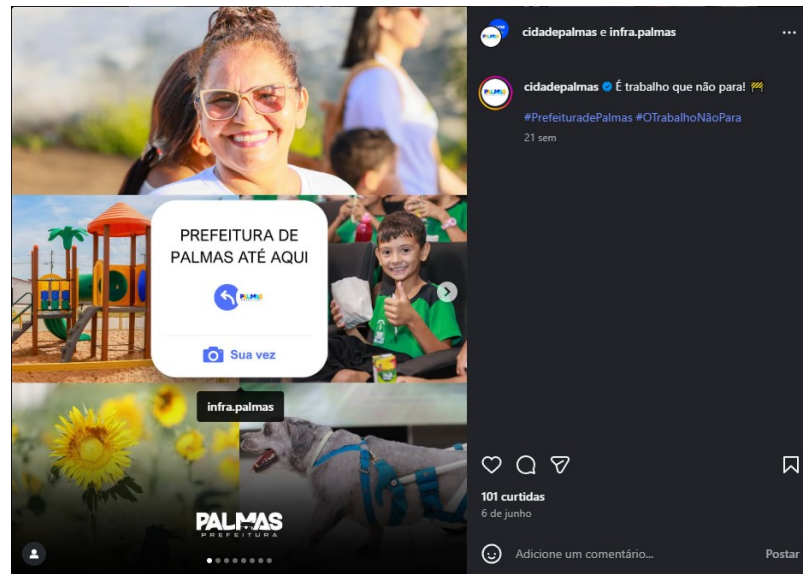 cidadepalmas e infra.palmas
cidadepalmas É trabalho que não para!
#PrefeituradePalmas #OTrabalhoNãoPara
21 sem
PREFEITURA DE
PALMAS ATÉ AQUI
PALMAS
Sua vez
infra.palmas
PALMAS
PREFEITURA
101 curtidas
6 de junho
Adicione um comentário...
Postar